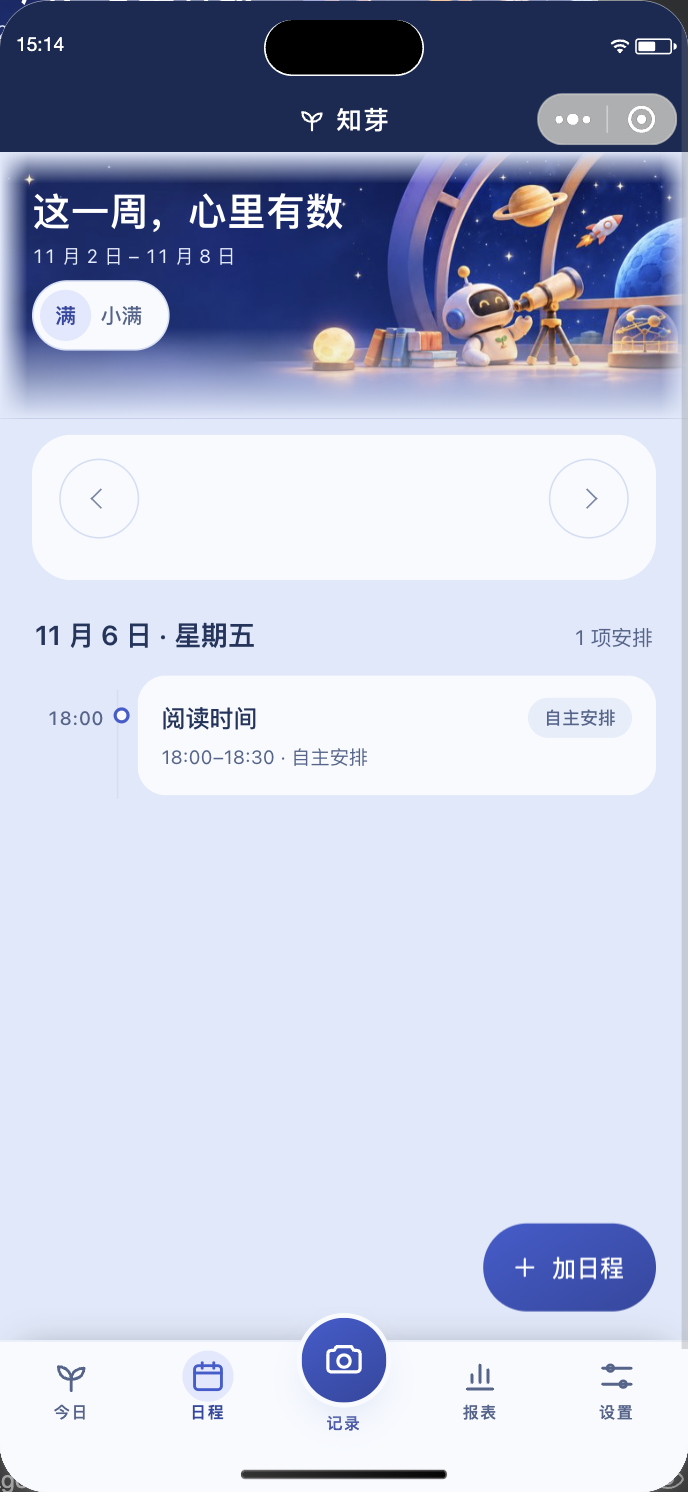 15:14
知芽
这一周，心里有数
11 月 2 日 – 11 月 8 日
满 小满
11 月 6 日 · 星期五
1 项安排
18:00
阅读时间
自主安排
18:00–18:30 · 自主安排
+ 加日程
今日
日程
记录
报表
设置